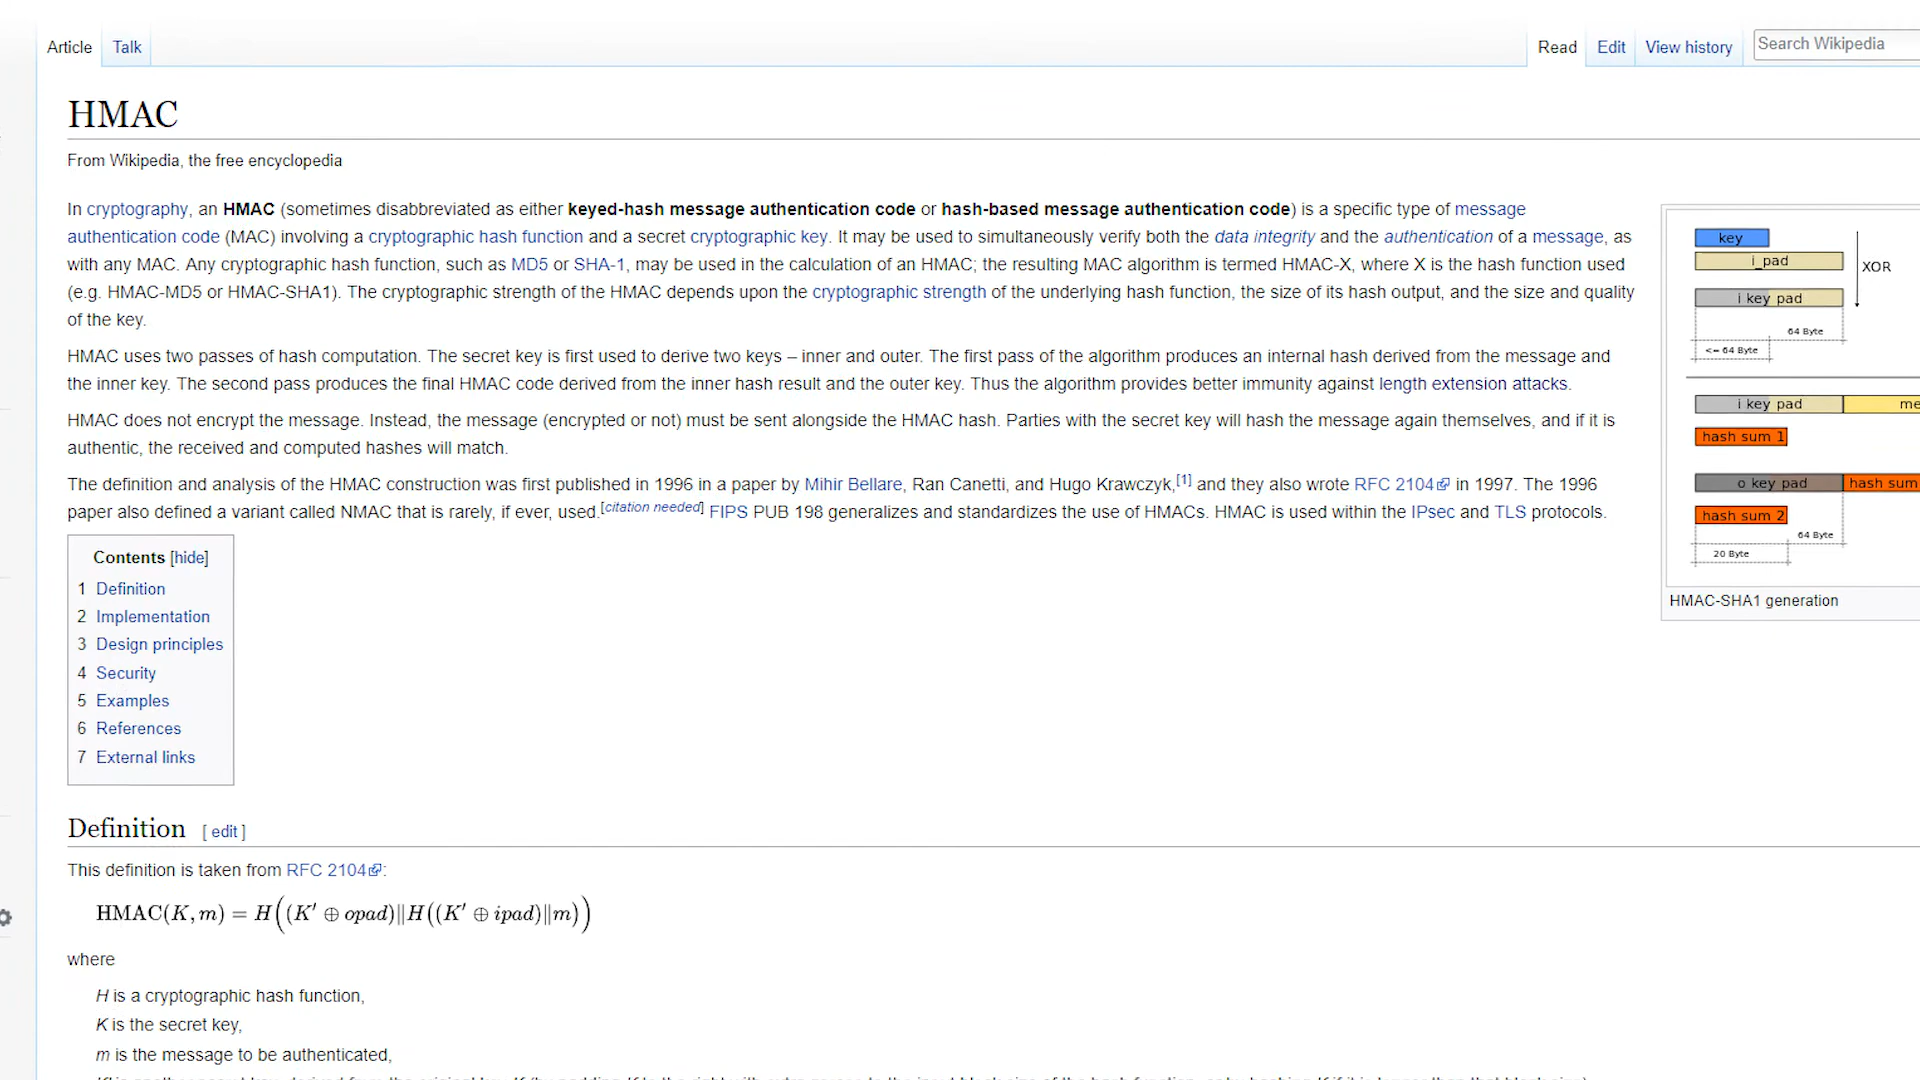 Article Talk Read Edit View history Search Wikipedia
HMAC
From Wikipedia, the free encyclopedia
In cryptography, an HMAC (sometimes disabbreviated as either keyed-hash message authentication code or hash-based message authentication code) is a specific type of message
authentication code (MAC) involving a cryptographic hash function and a secret cryptographic key. It may be used to simultaneously verify both the data integrity and the authentication of a message, as
with any MAC. Any cryptographic hash function, such as MD5 or SHA-1, may be used in the calculation of an HMAC; the resulting MAC algorithm is termed HMAC-X, where X is the hash function used
(e.g. HMAC-MD5 or HMAC-SHA1). The cryptographic strength of the HMAC depends upon the cryptographic strength of the underlying hash function, the size of its hash output, and the size and quality
of the key.
HMAC uses two passes of hash computation. The secret key is first used to derive two keys – inner and outer. The first pass of the algorithm produces an internal hash derived from the message and
the inner key. The second pass produces the final HMAC code derived from the inner hash result and the outer key. Thus the algorithm provides better immunity against length extension attacks.
HMAC does not encrypt the message. Instead, the message (encrypted or not) must be sent alongside the HMAC hash. Parties with the secret key will hash the message again themselves, and if it is
authentic, the received and computed hashes will match.
The definition and analysis of the HMAC construction was first published in 1996 in a paper by Mihir Bellare, Ran Canetti, and Hugo Krawczyk,[1] and they also wrote RFC 2104 in 1997. The 1996
paper also defined a variant called NMAC that is rarely, if ever, used.[citation needed] FIPS PUB 198 generalizes and standardizes the use of HMACs. HMAC is used within the IPsec and TLS protocols.
key
i_pad
XOR
i key pad
64 Byte
<= 64 Byte
i key pad me
hash sum 1
o key pad hash sum
hash sum 2
64 Byte
20 Byte
HMAC-SHA1 generation
Contents [hide]
1 Definition
2 Implementation
3 Design principles
4 Security
5 Examples
6 References
7 External links
Definition [ edit ]
This definition is taken from RFC 2104:
HMAC(K, m) = H((K′ ⊕ opad)||H((K′ ⊕ ipad)||m))
where
H is a cryptographic hash function,
K is the secret key,
m is the message to be authenticated,